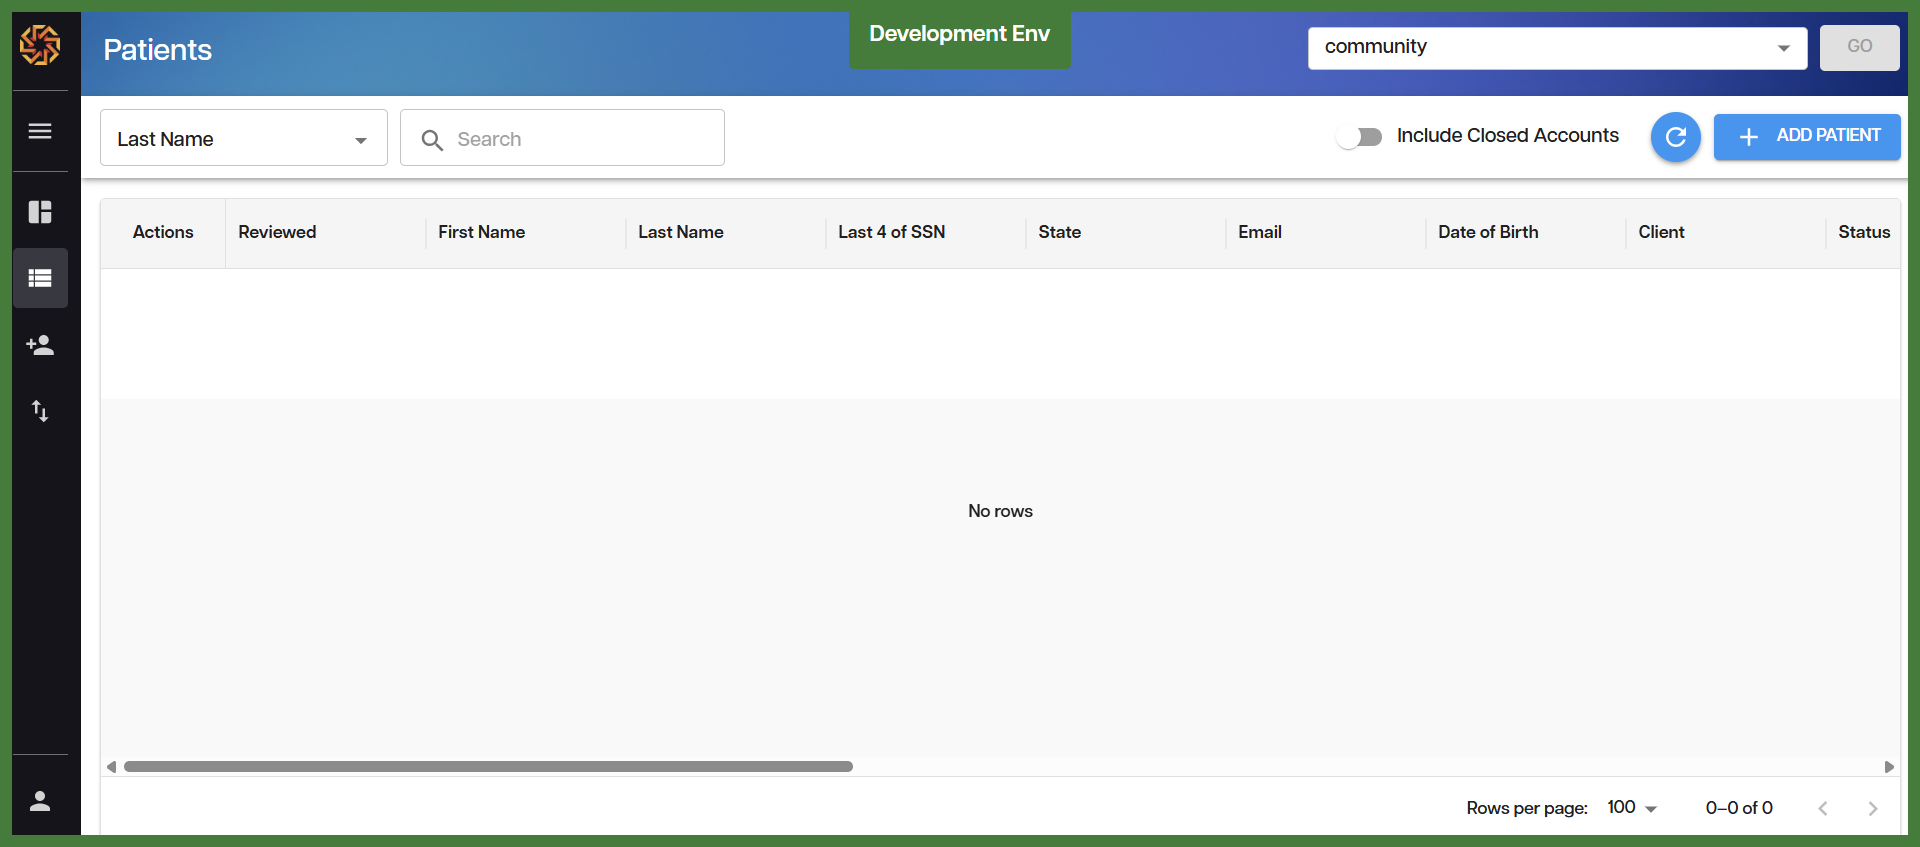 Patients
Development Env
community
GO
Last Name
Search
Include Closed Accounts
ADD PATIENT
Actions
Reviewed
First Name
Last Name
Last 4 of SSN
State
Email
Date of Birth
Client
Status
No rows
Rows per page:
100
0–0 of 0